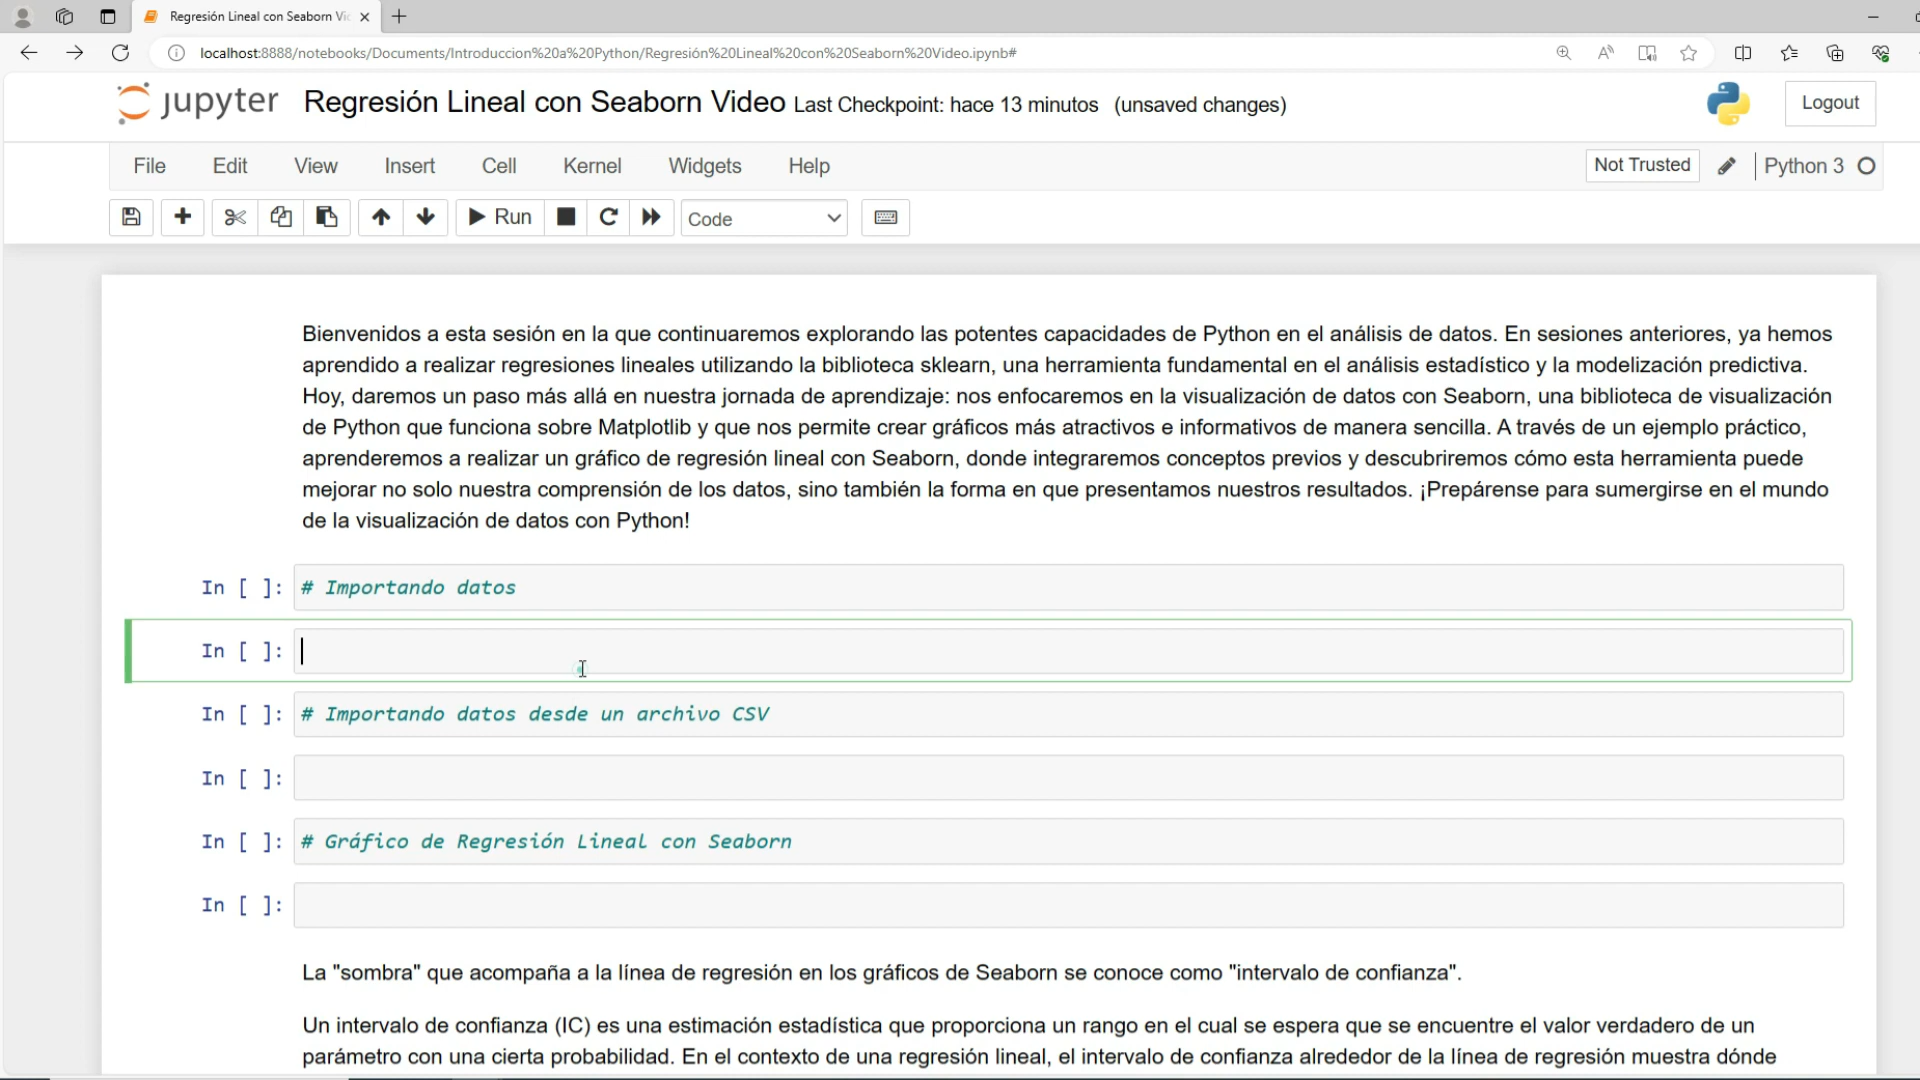 Regresión Lineal con Seaborn Vi
localhost:8888/notebooks/Documents/Introduccion%20a%20Python/Regresión%20Lineal%20con%20Seaborn%20Video.ipynb#
jupyter Regresión Lineal con Seaborn Video Last Checkpoint: hace 13 minutos (unsaved changes)
Logout
File Edit View Insert Cell Kernel Widgets Help Not Trusted Python 3
Run Code
Bienvenidos a esta sesión en la que continuaremos explorando las potentes capacidades de Python en el análisis de datos. En sesiones anteriores, ya hemos
aprendido a realizar regresiones lineales utilizando la biblioteca sklearn, una herramienta fundamental en el análisis estadístico y la modelización predictiva.
Hoy, daremos un paso más allá en nuestra jornada de aprendizaje: nos enfocaremos en la visualización de datos con Seaborn, una biblioteca de visualización
de Python que funciona sobre Matplotlib y que nos permite crear gráficos más atractivos e informativos de manera sencilla. A través de un ejemplo práctico,
aprenderemos a realizar un gráfico de regresión lineal con Seaborn, donde integraremos conceptos previos y descubriremos cómo esta herramienta puede
mejorar no solo nuestra comprensión de los datos, sino también la forma en que presentamos nuestros resultados. ¡Prepárense para sumergirse en el mundo
de la visualización de datos con Python!
In [ ]: # Importando datos
In [ ]:
In [ ]: # Importando datos desde un archivo CSV
In [ ]:
In [ ]: # Gráfico de Regresión Lineal con Seaborn
In [ ]:
La "sombra" que acompaña a la línea de regresión en los gráficos de Seaborn se conoce como "intervalo de confianza".
Un intervalo de confianza (IC) es una estimación estadística que proporciona un rango en el cual se espera que se encuentre el valor verdadero de un
parámetro con una cierta probabilidad. En el contexto de una regresión lineal, el intervalo de confianza alrededor de la línea de regresión muestra dónde